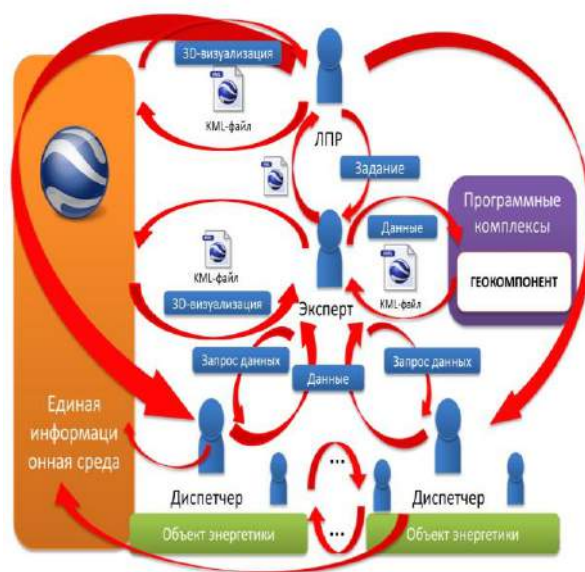 3D-визуализация
KML-файл
ЛПР
Задание
Программные
комплексы
Данные
ГЕОКОМПОНЕНТ
KML-файл
KML-файл
3D-визуализация
Эксперт
Запрос данных
Данные
Запрос данных
Единая
информаци
онная среда
...
Диспетчер
Диспетчер
...
Объект энергетики
Объект энергетики